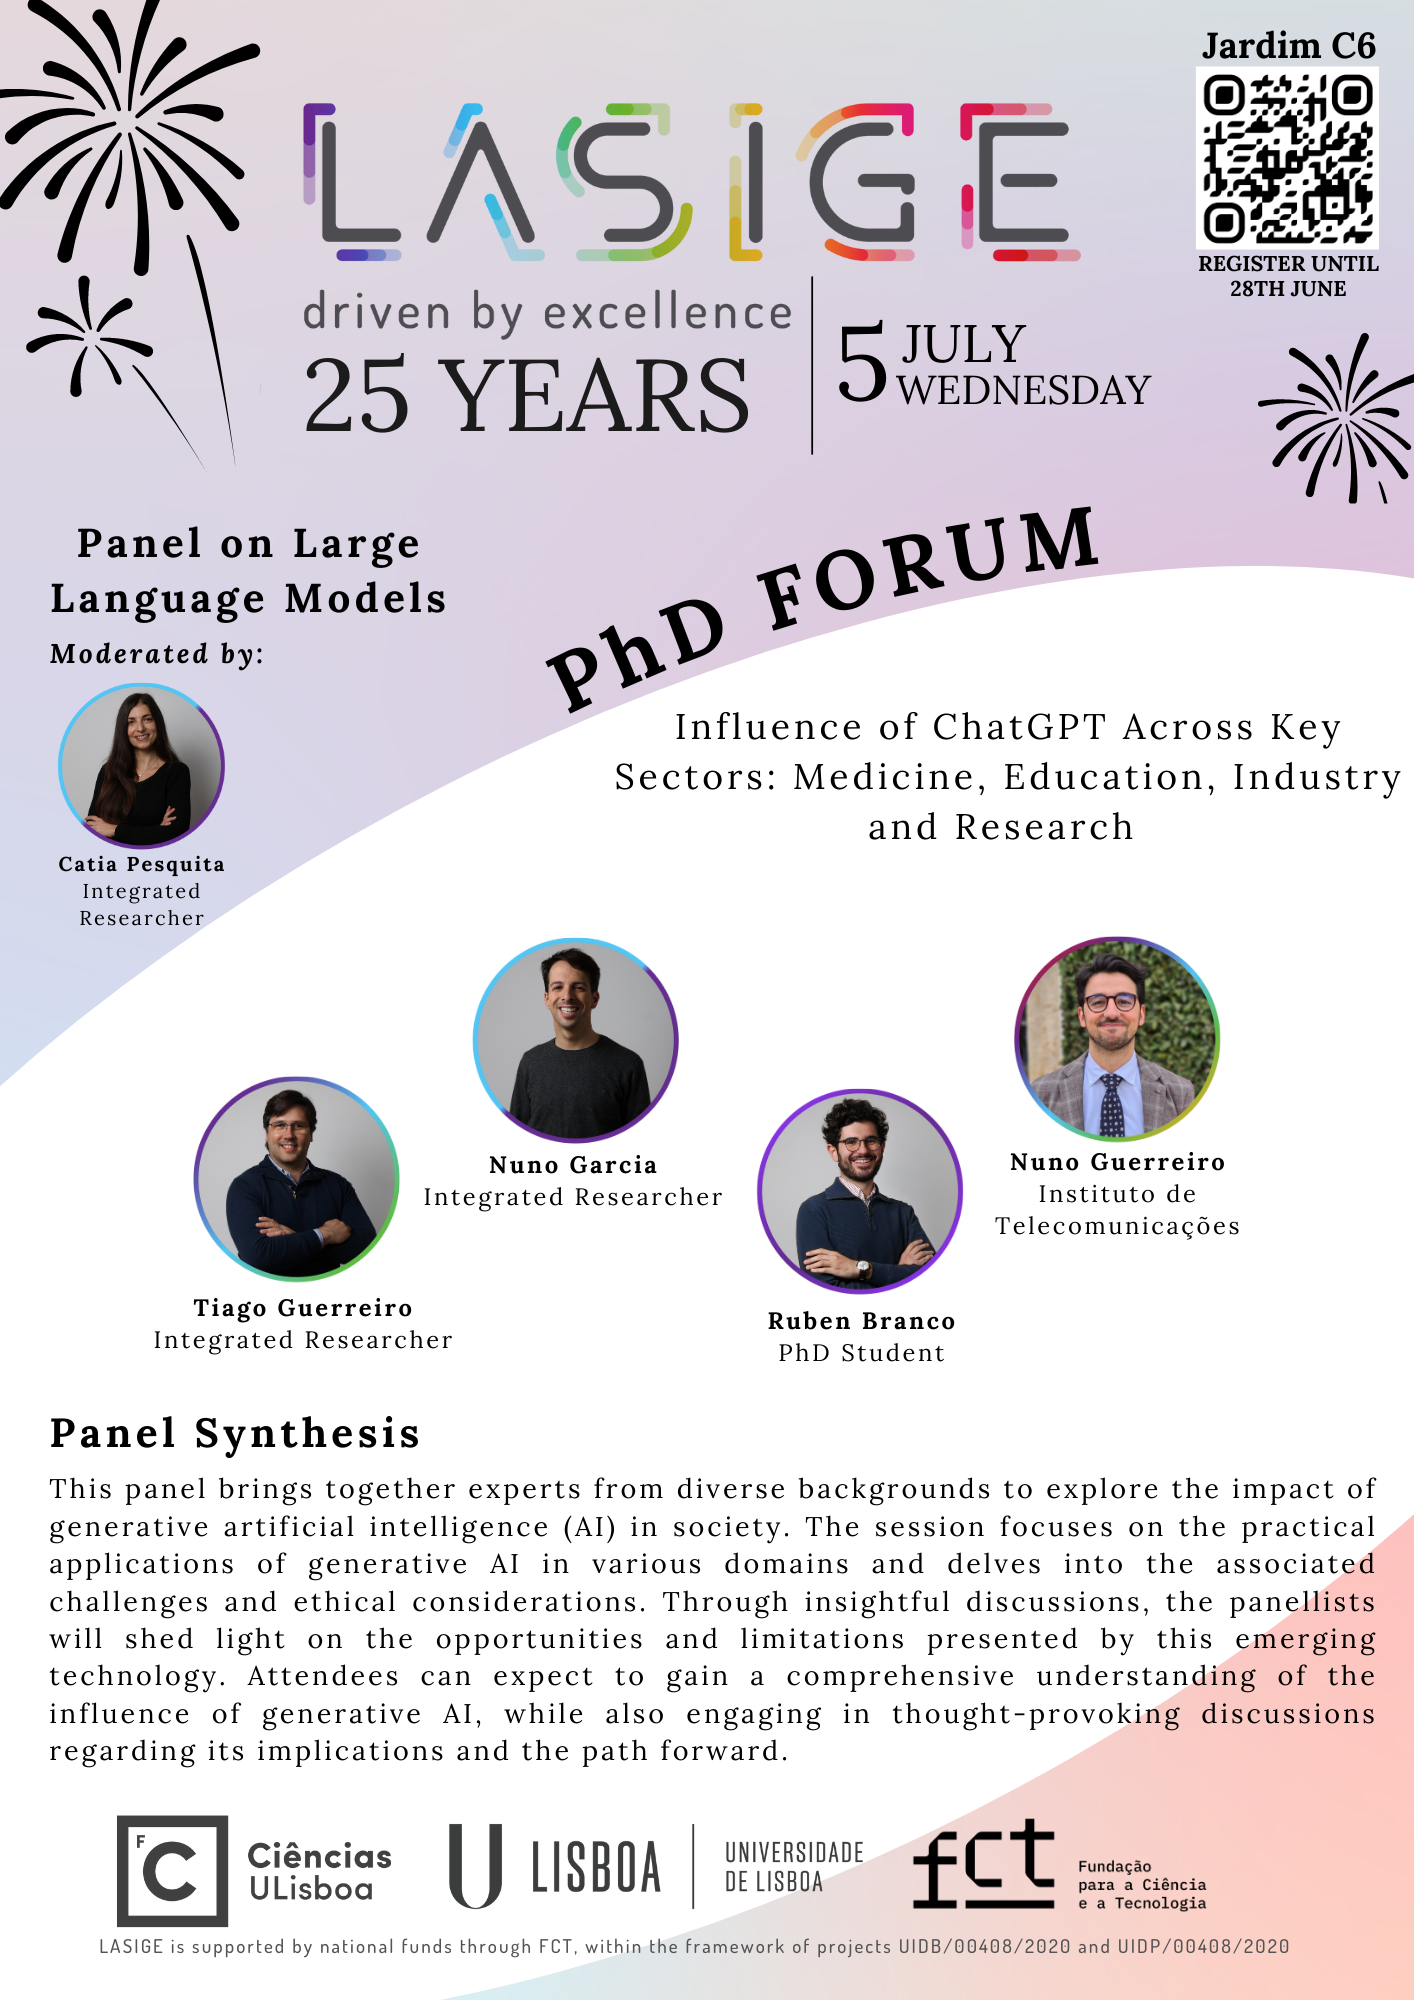 Jardim C6
REGISTER UNTIL
28TH JUNE
LASIGE
driven by excellence
25 YEARS
5 JULY
WEDNESDAY
Panel on Large
Language Models
Moderated by:
Catia Pesquita
Integrated
Researcher
PhD FORUM
Influence of ChatGPT Across Key
Sectors: Medicine, Education, Industry
and Research
Nuno Garcia
Integrated Researcher
Nuno Guerreiro
Instituto de
Telecomunicações
Tiago Guerreiro
Integrated Researcher
Ruben Branco
PhD Student
Panel Synthesis
This panel brings together experts from diverse backgrounds to explore the impact of
generative artificial intelligence (AI) in society. The session focuses on the practical
applications of generative AI in various domains and delves into the associated
challenges and ethical considerations. Through insightful discussions, the panellists
will shed light on the opportunities and limitations presented by this emerging
technology. Attendees can expect to gain a comprehensive understanding of the
influence of generative AI, while also engaging in thought-provoking discussions
regarding its implications and the path forward.
F C
Ciências
ULisboa
U LISBOA
UNIVERSIDADE
DE LISBOA
fct
Fundação
para a Ciência
e a Tecnologia
LASIGE is supported by national funds through FCT, within the framework of projects UIDB/00408/2020 and UIDP/00408/2020